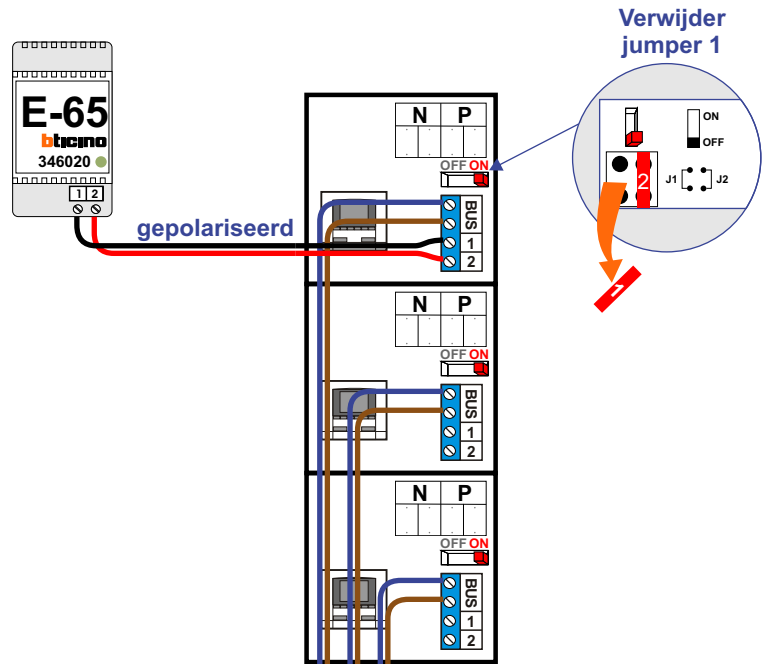 Verwijder
jumper 1
E-65
bticino
346020
1 2
gepolariseerd
N P
OFF ON
BUS
1
2
ON
OFF
2
J1 J2
1
N P
OFF ON
BUS
1
2
N P
OFF ON
BUS
1
2